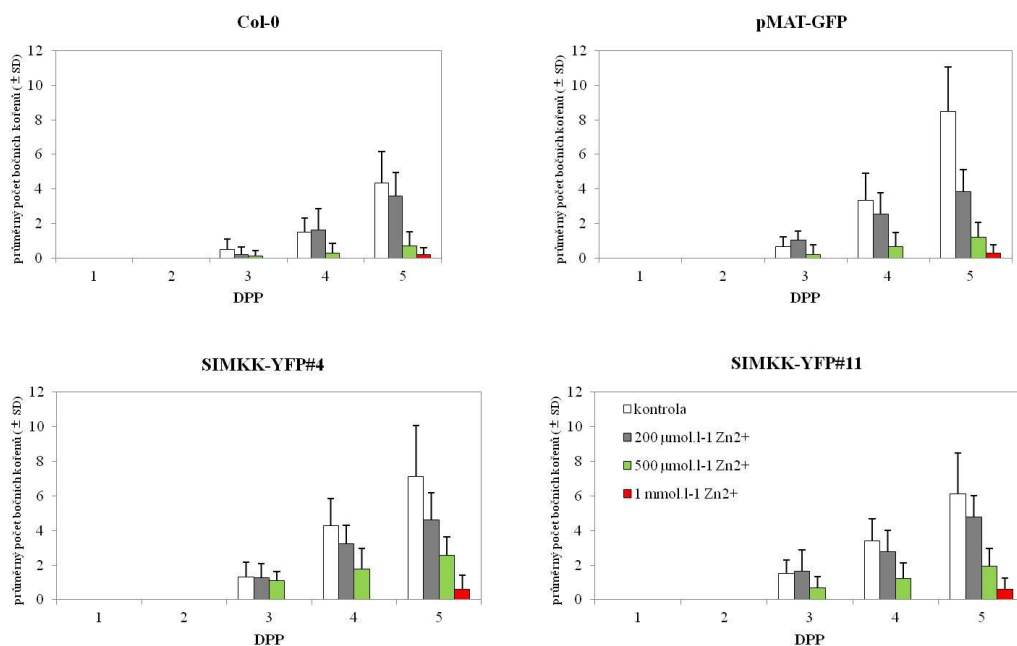 Col-0
průměrný počet bočních kořenů (± SD)
12
10
8
6
4
2
0
1 2 3 4 5
DPP
pMAT-GFP
průměrný počet bočních kořenů (± SD)
12
10
8
6
4
2
0
1 2 3 4 5
DPP
SIMKK-YFP#4
průměrný počet bočních kořenů (± SD)
12
10
8
6
4
2
0
1 2 3 4 5
DPP
SIMKK-YFP#11
průměrný počet bočních kořenů (± SD)
12
10
8
6
4
2
0
kontrola
200 µmol.l-1 Zn2+
500 µmol.l-1 Zn2+
1 mmol.l-1 Zn2+
1 2 3 4 5
DPP